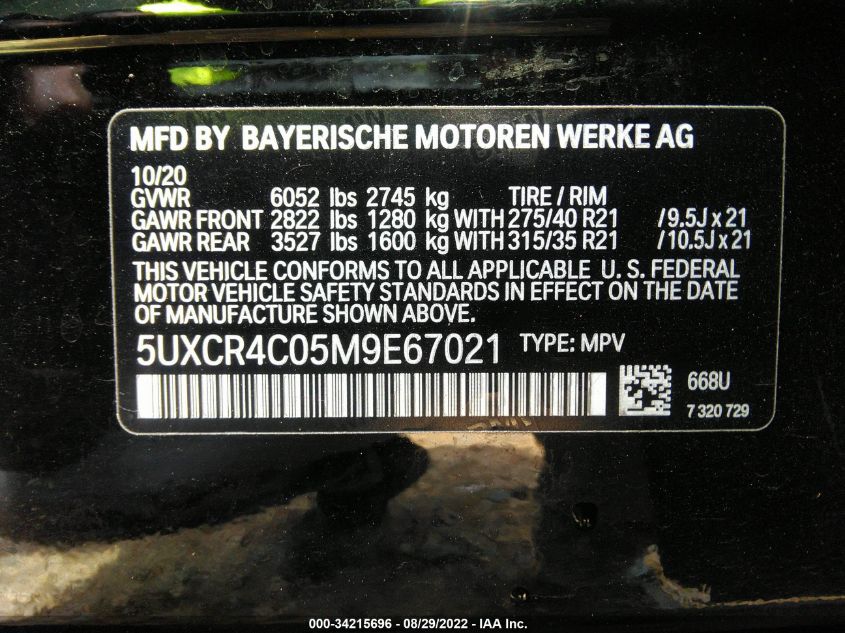 MFD BY BAYERISCHE MOTOREN WERKE AG
10/20
GVWR 6052 lbs 2745 kg TIRE / RIM
GAWR FRONT 2822 lbs 1280 kg WITH 275/40 R21 /9.5J x 21
GAWR REAR 3527 lbs 1600 kg WITH 315/35 R21 /10.5J x 21
THIS VEHICLE CONFORMS TO ALL APPLICABLE U. S. FEDERAL
MOTOR VEHICLE SAFETY STANDARDS IN EFFECT ON THE DATE
OF MANUFACTURE SHOWN ABOVE.
5UXCR4C05M9E67021 TYPE: MPV
668U
7 320 729
000-34215696 - 08/29/2022 - IAA Inc.